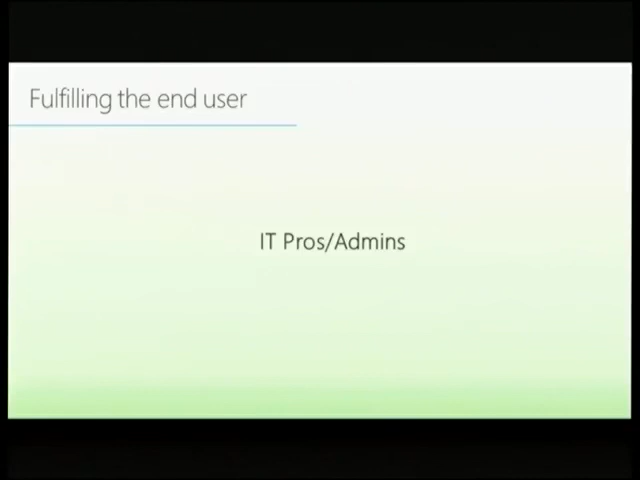 Fulfilling the end user
IT Pros/Admins